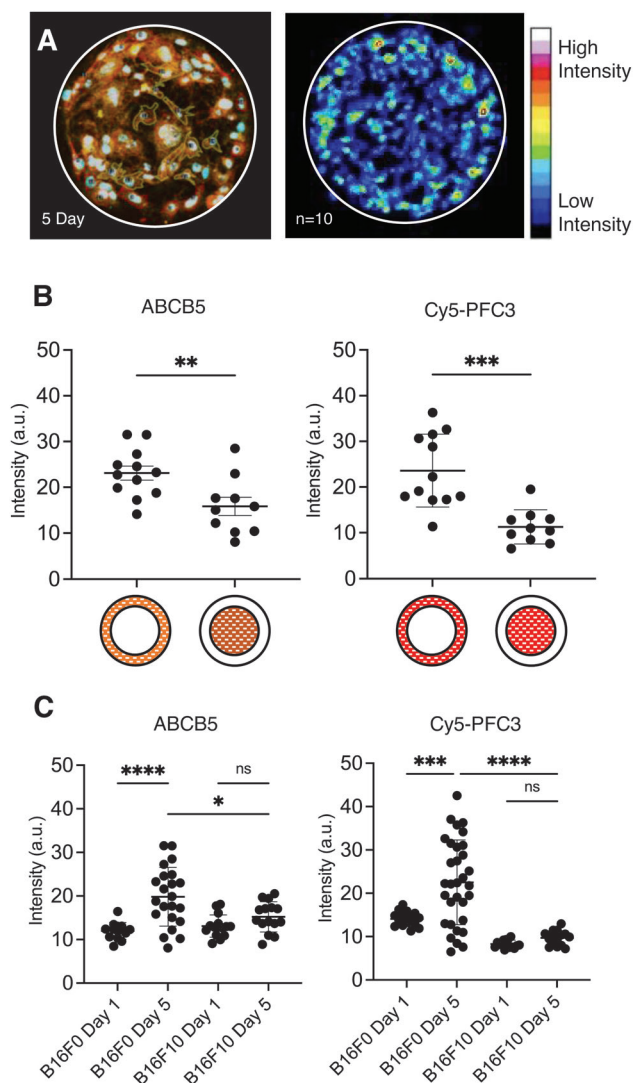 A
5 Day
n=10
High
Intensity
Low
Intensity
B
ABCB5
Intensity (a.u.)
50
40
30
20
10
0
**
Cy5-PFC3
Intensity (a.u.)
50
40
30
20
10
0
***
C
ABCB5
Intensity (a.u.)
50
40
30
20
10
0
****
ns
*
B16F0 Day 1
B16F0 Day 5
B16F10 Day 1
B16F10 Day 5
Cy5-PFC3
Intensity (a.u.)
50
40
30
20
10
0
***
****
ns
B16F0 Day 1
B16F0 Day 5
B16F10 Day 1
B16F10 Day 5